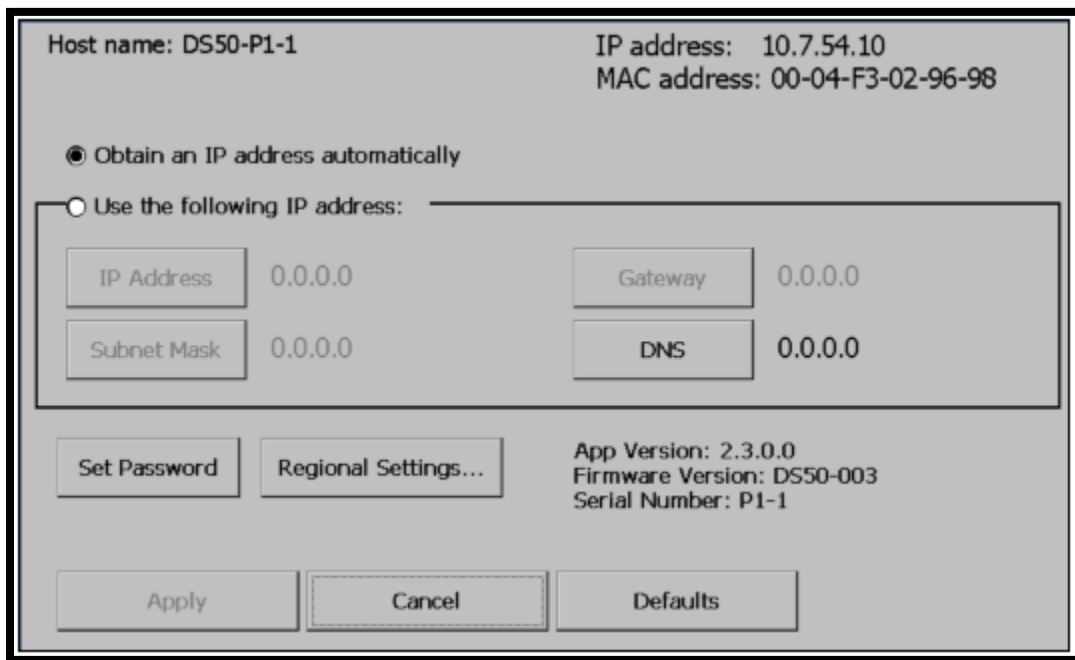 Host name: DS50-P1-1
IP address: 10.7.54.10
MAC address: 00-04-F3-02-96-98
Obtain an IP address automatically
Use the following IP address:
IP Address 0.0.0.0 Gateway 0.0.0.0
Subnet Mask 0.0.0.0 DNS 0.0.0.0
Set Password Regional Settings...
App Version: 2.3.0.0
Firmware Version: DS50-003
Serial Number: P1-1
Apply Cancel Defaults